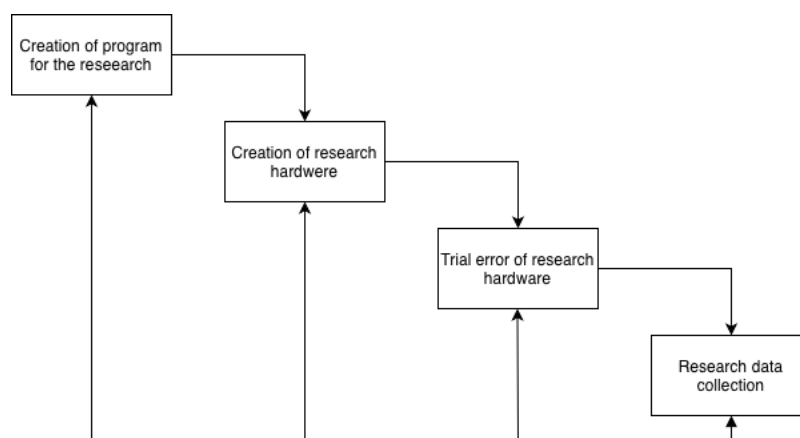 Creation of program
for the reseearch
Creation of research
hardwere
Trial error of research
hardware
Research data
collection